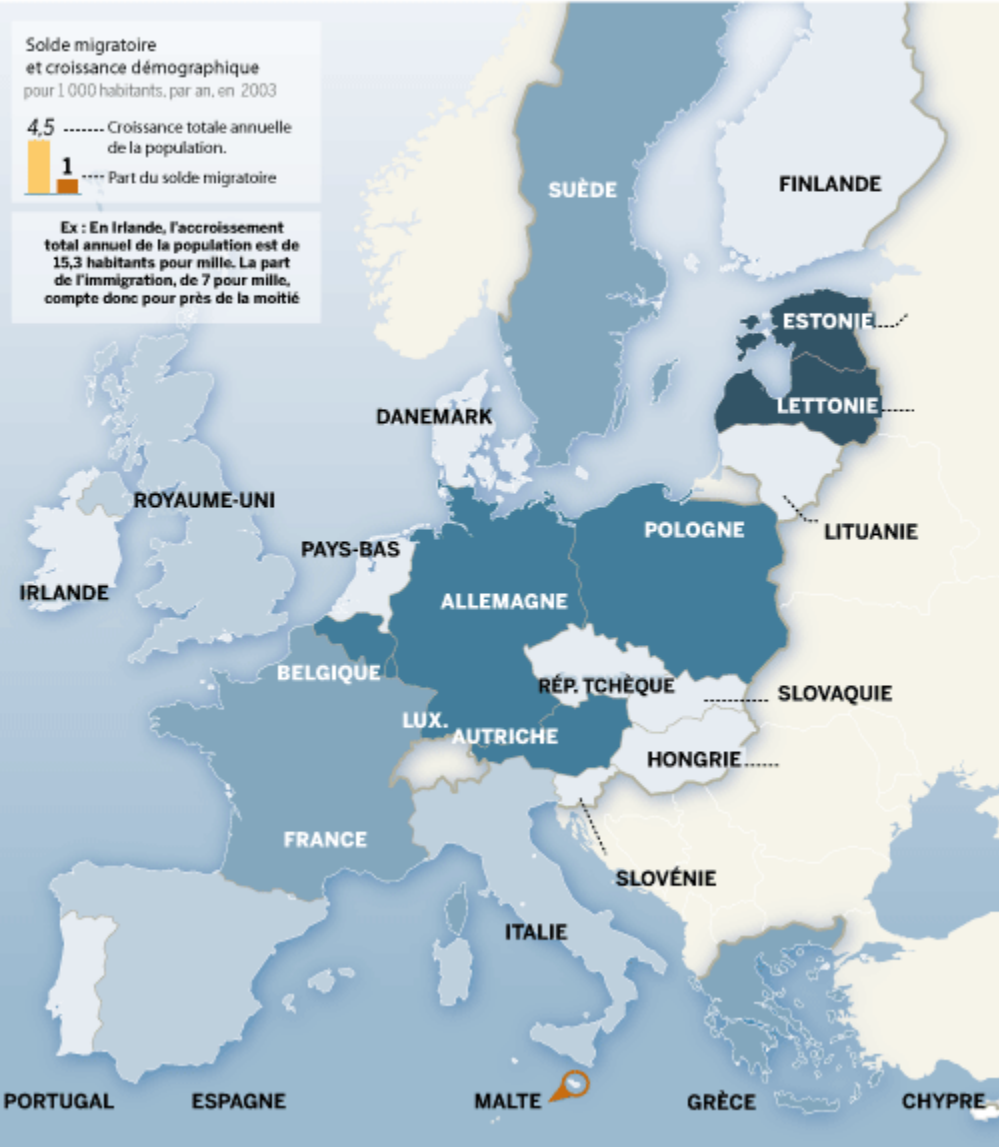 Solde migratoire
et croissance démographique
pour 1 000 habitants, par an, en 2003
4,5 Croissance totale annuelle
de la population.
1 Part du solde migratoire
Ex : En Irlande, l'accroissement
total annuel de la population est de
15,3 habitants pour mille. La part
de l'immigration, de 7 pour mille,
compte donc pour près de la moitié
SUÈDE
FINLANDE
ESTONIE
LETTONIE
DANEMARK
ROYAUME-UNI
POLOGNE
LITUANIE
PAYS-BAS
IRLANDE
ALLEMAGNE
BELGIQUE
RÉP. TCHÈQUE
SLOVAQUIE
LUX.
AUTRICHE
HONGRIE
FRANCE
SLOVÉNIE
ITALIE
PORTUGAL
ESPAGNE
MALTE
GRÈCE
CHYPRE